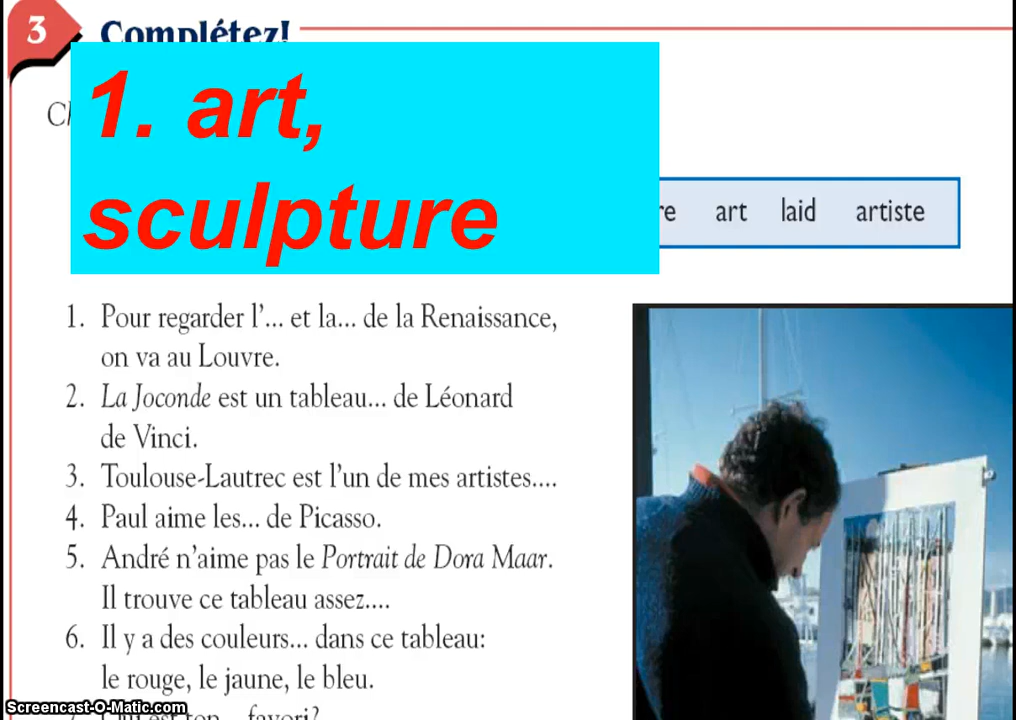 3 Complétez!
1. art,
sculpture
art laid artiste
1. Pour regarder l’... et la... de la Renaissance,
on va au Louvre.
2. La Joconde est un tableau... de Léonard
de Vinci.
3. Toulouse-Lautrec est l’un de mes artistes....
4. Paul aime les... de Picasso.
5. André n’aime pas le Portrait de Dora Maar.
Il trouve ce tableau assez....
6. Il y a des couleurs... dans ce tableau:
le rouge, le jaune, le bleu.
favori?
Screencast-O-Matic.com